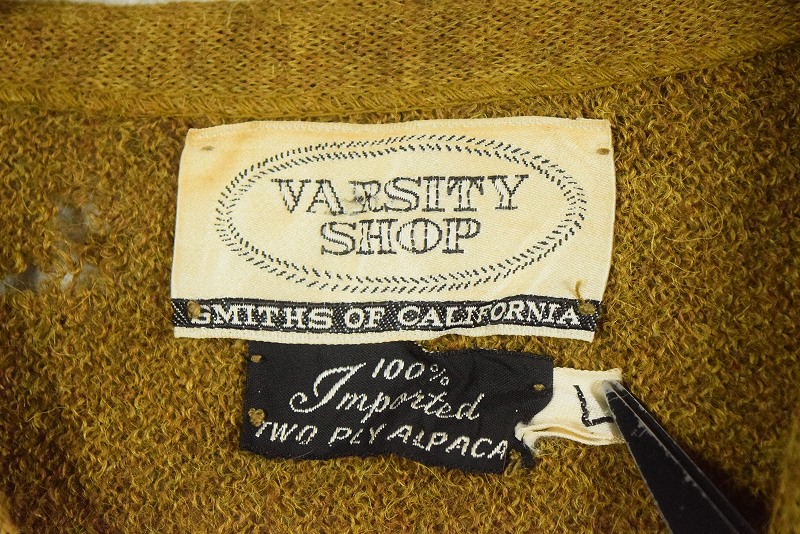 VARSITY
SHOP
SMITHS OF CALIFORNIA
100%
Imported
TWO PLY ALPACA
L